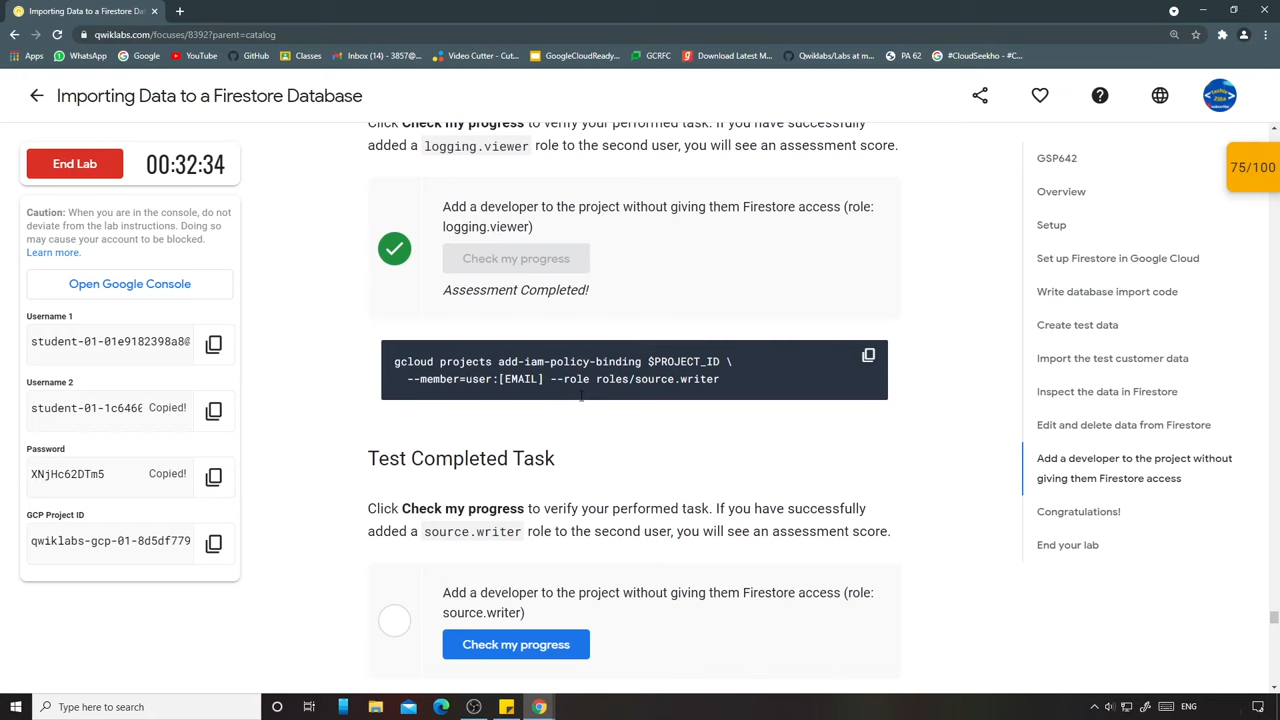 Importing Data to a Firestore Data
qwiklabs.com/focuses/8392?parent=catalog
Apps
WhatsApp
Google
YouTube
GitHub
Classes
Inbox (14) - 3857@...
Video Cutter - Cut...
GoogleCloudReady...
GCRFC
Download Latest M...
Qwiklabs/Labs at m...
PA 62
#CloudSeekho - #C...
Importing Data to a Firestore Database
End Lab
00:32:34
Caution: When you are in the console, do not
deviate from the lab instructions. Doing so
may cause your account to be blocked.
Learn more.
Open Google Console
Username 1
student-01-01e9182398a8@
Username 2
student-01-1c6460
Copied!
Password
XNjHc62DTm5
Copied!
GCP Project ID
qwiklabs-gcp-01-8d5df779
Click Check my progress to verify your performed task. If you have successfully
added a logging.viewer role to the second user, you will see an assessment score.
Add a developer to the project without giving them Firestore access (role:
logging.viewer)
Check my progress
Assessment Completed!
gcloud projects add-iam-policy-binding $PROJECT_ID \
--member=user:[EMAIL] --role roles/source.writer
Test Completed Task
Click Check my progress to verify your performed task. If you have successfully
added a source.writer role to the second user, you will see an assessment score.
Add a developer to the project without giving them Firestore access (role:
source.writer)
Check my progress
75/100
GSP642
Overview
Setup
Set up Firestore in Google Cloud
Write database import code
Create test data
Import the test customer data
Inspect the data in Firestore
Edit and delete data from Firestore
Add a developer to the project without
giving them Firestore access
Congratulations!
End your lab
Type here to search
ENG